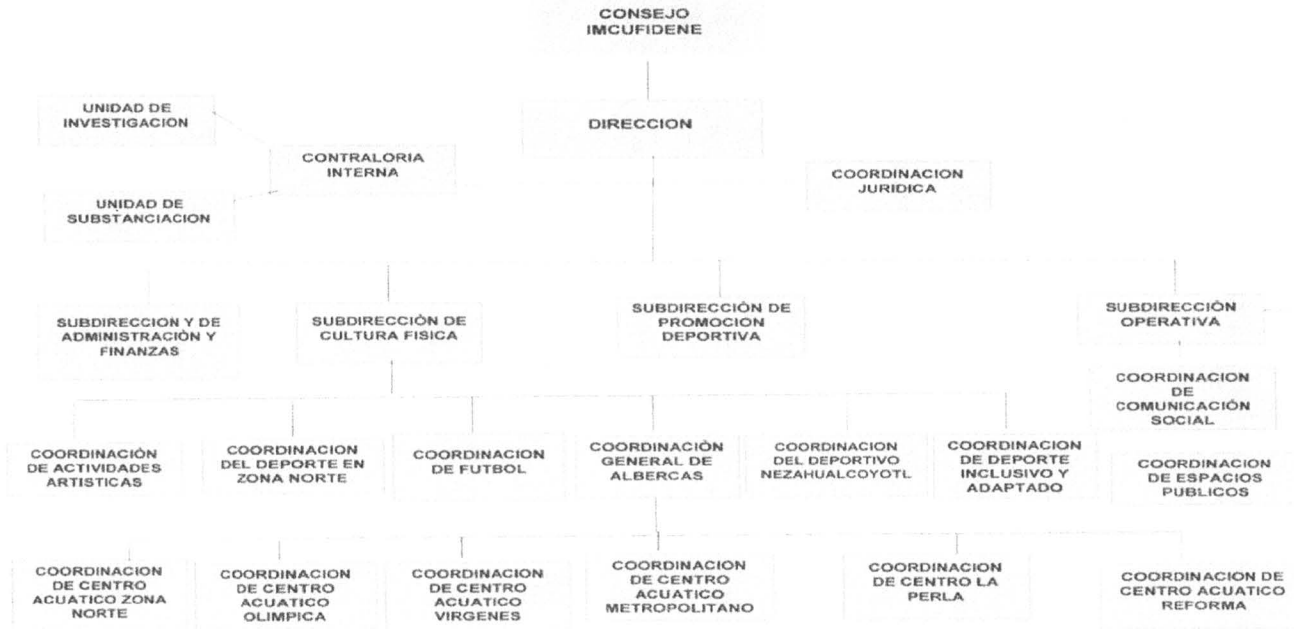 CONSEJO
IMCUFIDENE
DIRECCION
UNIDAD DE
INVESTIGACION
CONTRALORIA
INTERNA
UNIDAD DE
SUBSTANCIACION
COORDINACION
JURIDICA
SUBDIRECCION Y DE
ADMINISTRACIÓN Y
FINANZAS
SUBDIRECCIÓN DE
CULTURA FISICA
SUBDIRECCIÓN DE
PROMOCION
DEPORTIVA
SUBDIRECCIÓN
OPERATIVA
COORDINACION
DE
COMUNICACIÓN
SOCIAL
COORDINACIÓN
DE ACTIVIDADES
ARTISTICAS
COORDINACION
DEL DEPORTE EN
ZONA NORTE
COORDINACION
DE FUTBOL
COORDINACIÓN
GENERAL DE
ALBERCAS
COORDINACION
DEL DEPORTIVO
NEZAHUALCOYOTL
COORDINACION
DE DEPORTE
INCLUSIVO Y
ADAPTADO
COORDINACION
DE ESPACIOS
PUBLICOS
COORDINACION
DE CENTRO
ACUATICO ZONA
NORTE
COORDINACION
DE CENTRO
ACUATICO
OLIMPICA
COORDINACION
DE CENTRO
ACUATICO
VIRGENES
COORDINACION
DE CENTRO
ACUATICO
METROPOLITANO
COORDINACION
DE CENTRO LA
PERLA
COORDINACION DE
CENTRO ACUATICO
REFORMA